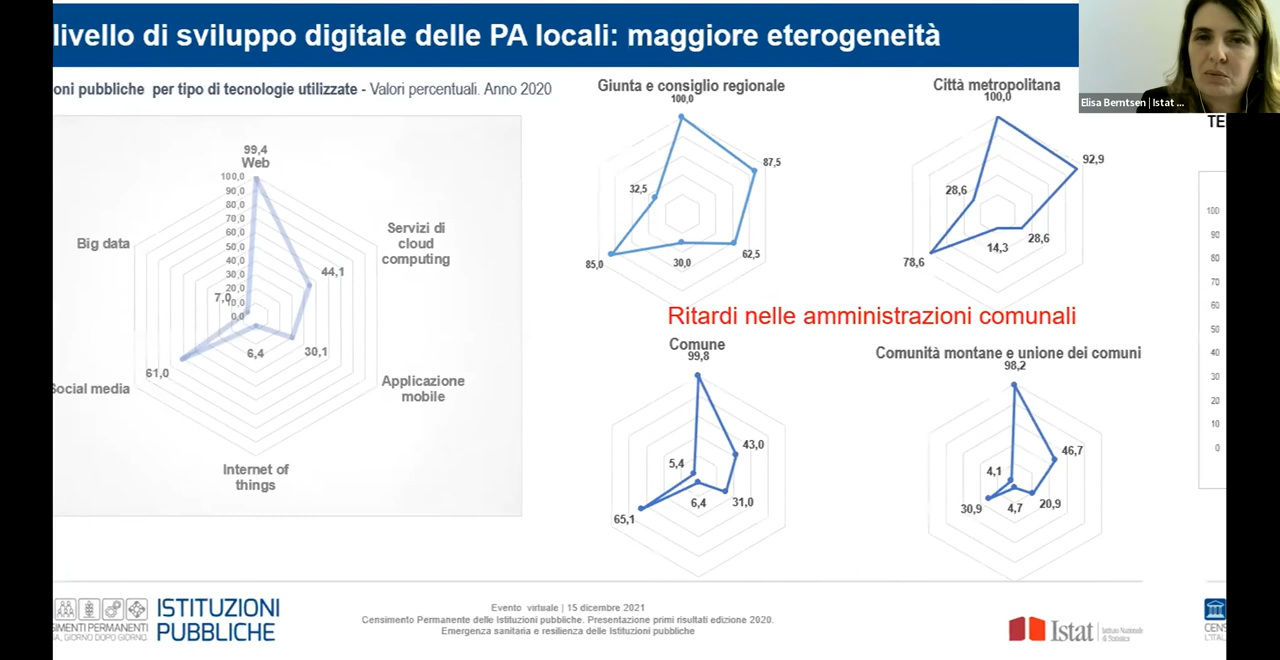 livello di sviluppo digitale delle PA locali: maggiore eterogeneità
oni pubbliche per tipo di tecnologie utilizzate - Valori percentuali. Anno 2020
99,4
Web
100,0
90,0
80,0
70,0
60,0
50,0
40,0
30,0
20,0
10,0
0,0
Servizi di
cloud
computing
44,1
30,1
Applicazione
mobile
6,4
Internet of
things
61,0
Social media
7,0
Big data
Giunta e consiglio regionale
100,0
87,5
62,5
30,0
85,0
32,5
Città metropolitana
100,0
92,9
28,6
14,3
78,6
28,6
Ritardi nelle amministrazioni comunali
Comune
99,8
43,0
31,0
6,4
65,1
5,4
Comunità montane e unione dei comuni
98,2
46,7
20,9
4,7
30,9
4,1
Elisa Berntsen | Istat ...
TE
100
90
80
70
60
50
40
30
20
10
0
SIMENTI PERMANENTI
A, GIORNO DOPO GIORNO.
ISTITUZIONI
PUBBLICHE
Evento virtuale | 15 dicembre 2021
Censimento Permanente delle Istituzioni pubbliche. Presentazione primi risultati edizione 2020.
Emergenza sanitaria e resilienza delle Istituzioni pubbliche
Istat
Istituto Nazionale
di Statistica
CENS
L'ITAL